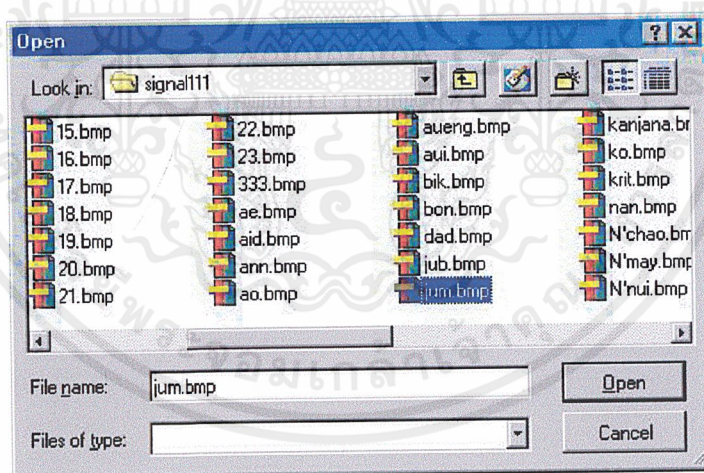 Open
Look in: signal111
15.bmp 22.bmp aueng.bmp kanjana.br
16.bmp 23.bmp aui.bmp ko.bmp
17.bmp 333.bmp bik.bmp krit.bmp
18.bmp ae.bmp bon.bmp nan.bmp
19.bmp aid.bmp dad.bmp N'chao.bm
20.bmp ann.bmp jub.bmp N'may.bmp
21.bmp ao.bmp jum.bmp N'nui.bmp
File name: jum.bmp Open
Files of type: Cancel